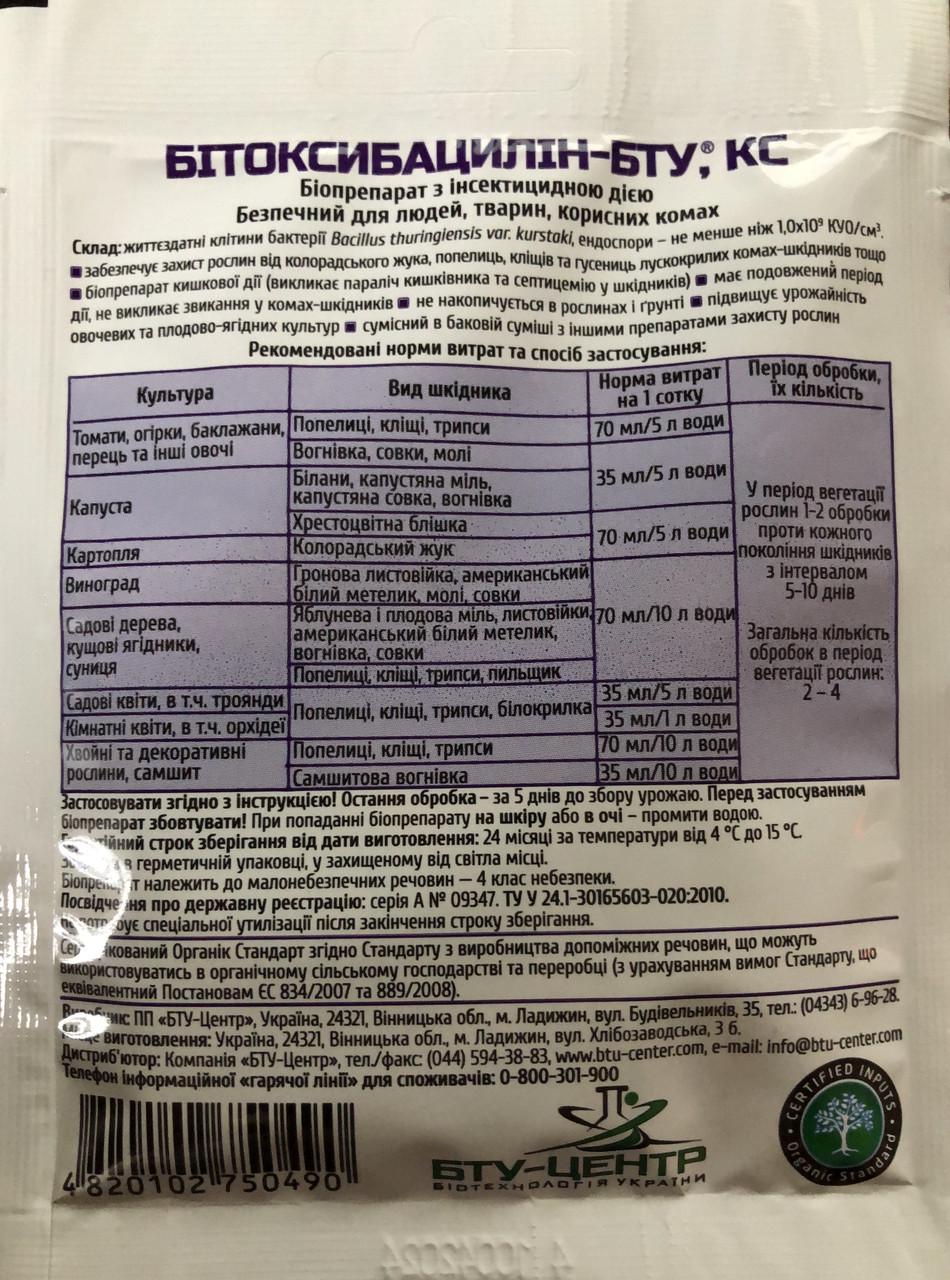 БІТОКСИБАЦИЛІН-БТУ®, КС
Біопрепарат з інсектицидною дією
Безпечний для людей, тварин, корисних комах
Склад: життєздатні клітини бактерії Bacillus thuringiensis var. kurstaki, ендоспори – не менше ніж 1,0х10⁹ КУО/см³.
■ забезпечує захист рослин від колорадського жука, попелиць, кліщів та гусениць лускокрилих комах-шкідників тощо
■ біопрепарат кишкової дії (викликає параліч кишківника та септицемію у шкідників) ■ має подовжений період
дії, не викликає звикання у комах-шкідників ■ не накопичується в рослинах і ґрунті ■ підвищує урожайність
овочевих та плодово-ягідних культур ■ сумісний в баковій суміші з іншими препаратами захисту рослин
Рекомендовані норми витрат та спосіб застосування:
Культура
Вид шкідника
Норма витрат
на 1 сотку
Період обробки,
їх кількість
Томати, огірки, баклажани,
перець та інші овочі
Попелиці, кліщі, трипси
70 мл/5 л води
Вогнівка, совки, молі
35 мл/5 л води
Капуста
Білани, капустяна міль,
капустяна совка, вогнівка
Хрестоцвітна блішка
70 мл/5 л води
Картопля
Колорадський жук
Виноград
Гронова листовійка, американський
білий метелик, молі, совки
70 мл/10 л води
Садові дерева,
кущові ягідники,
суниця
Яблунева і плодова міль, листовійки,
американський білий метелик,
вогнівка, совки
Попелиці, кліщі, трипси, пильщик
Садові квіти, в т.ч. троянди
Попелиці, кліщі, трипси, білокрилка
35 мл/5 л води
Кімнатні квіти, в т.ч. орхідеї
35 мл/1 л води
Хвойні та декоративні
рослини, самшит
Попелиці, кліщі, трипси
70 мл/10 л води
Самшитова вогнівка
35 мл/10 л води
У період вегетації
рослин 1-2 обробки
проти кожного
покоління шкідників
з інтервалом
5-10 днів
Загальна кількість
обробок в період
вегетації рослин:
2 – 4
Застосовувати згідно з інструкцією! Остання обробка – за 5 днів до збору урожаю. Перед застосуванням
біопрепарат збовтувати! При попаданні біопрепарату на шкіру або в очі – промити водою.
строк зберігання від дати виготовлення: 24 місяці за температури від 4 °С до 15 °С.
в герметичній упаковці, у захищеному від світла місці.
Біопрепарат належить до малонебезпечних речовин — 4 клас небезпеки.
Посвідчення про державну реєстрацію: серія А № 09347. ТУ У 24.1-30165603-020:2010.
спеціальної утилізації після закінчення строку зберігання.
Органік Стандарт згідно Стандарту з виробництва допоміжних речовин, що можуть
використовуватись в органічному сільському господарстві та переробці (з урахуванням вимог Стандарту, що
еквівалентний Постановам ЄС 834/2007 та 889/2008).
Виробник: ПП «БТУ-Центр», Україна, 24321, Вінницька обл., м. Ладижин, вул. Будівельників, 35, тел.: (04343) 6-96-28.
виготовлення: Україна, 24321, Вінницька обл., м. Ладижин, вул. Хлібозаводська, 3 б.
Дистриб'ютор: Компанія «БТУ-Центр», тел./факс: (044) 594-38-83, www.btu-center.com, e-mail: info@btu-center.com
Телефон інформаційної «гарячої лінії» для споживачів: 0-800-301-900
CERTIFIED INPUTS
Organic Standard
БТУ-ЦЕНТР
БІОТЕХНОЛОГІЯ УКРАЇНИ
4 820102 750490